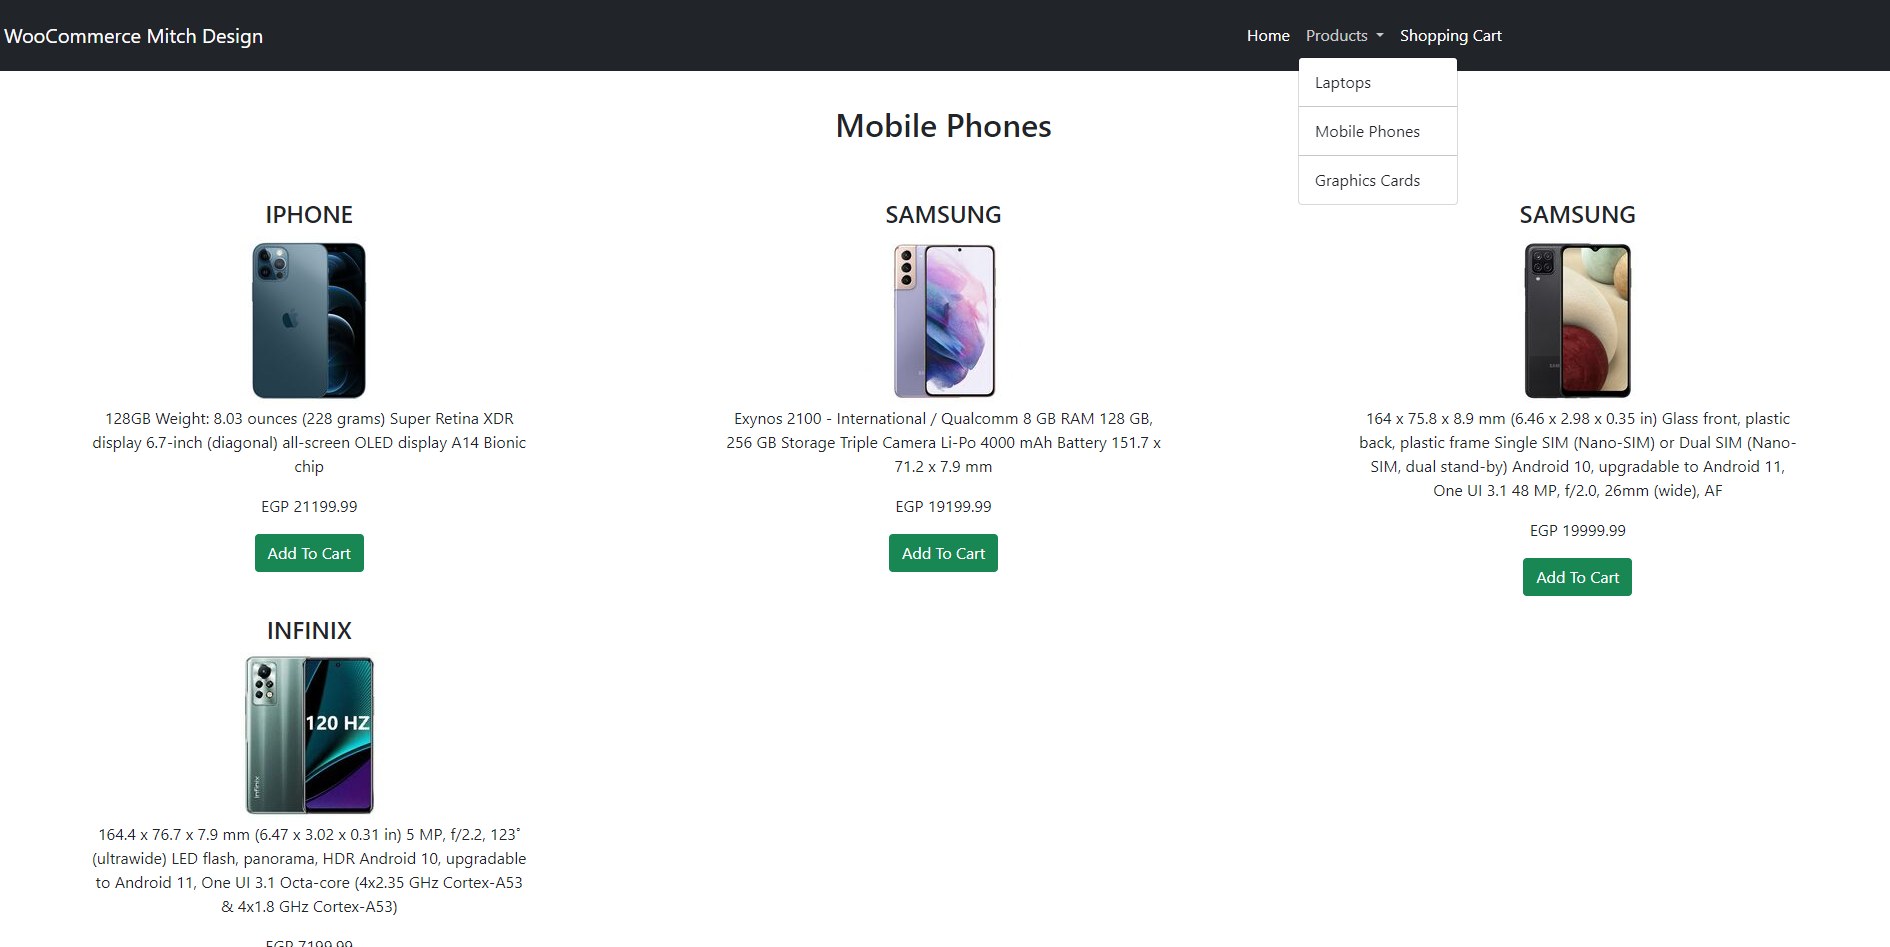 WooCommerce Mitch Design
Home Products Shopping Cart
Laptops
Mobile Phones
Graphics Cards
Mobile Phones
IPHONE
128GB Weight: 8.03 ounces (228 grams) Super Retina XDR
display 6.7-inch (diagonal) all-screen OLED display A14 Bionic
chip
EGP 21199.99
Add To Cart
SAMSUNG
Exynos 2100 - International / Qualcomm 8 GB RAM 128 GB,
256 GB Storage Triple Camera Li-Po 4000 mAh Battery 151.7 x
71.2 x 7.9 mm
EGP 19199.99
Add To Cart
SAMSUNG
164 x 75.8 x 8.9 mm (6.46 x 2.98 x 0.35 in) Glass front, plastic
back, plastic frame Single SIM (Nano-SIM) or Dual SIM (Nano-
SIM, dual stand-by) Android 10, upgradable to Android 11,
One UI 3.1 48 MP, f/2.0, 26mm (wide), AF
EGP 19999.99
Add To Cart
INFINIX
120 HZ
Infinix
164.4 x 76.7 x 7.9 mm (6.47 x 3.02 x 0.31 in) 5 MP, f/2.2, 123˚
(ultrawide) LED flash, panorama, HDR Android 10, upgradable
to Android 11, One UI 3.1 Octa-core (4x2.35 GHz Cortex-A53
& 4x1.8 GHz Cortex-A53)
EGP 7199.99